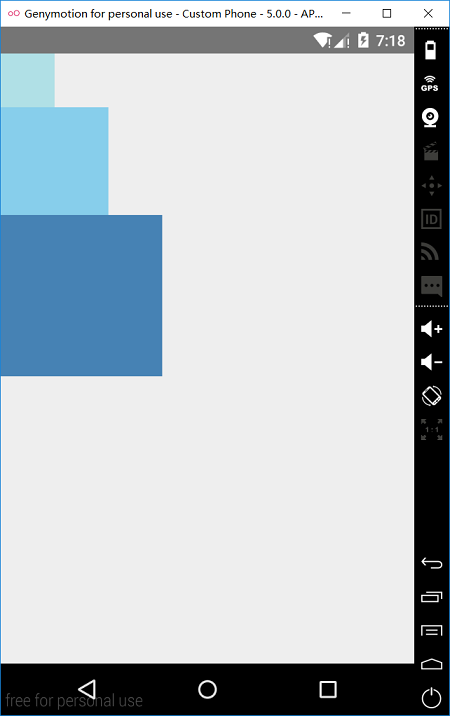 Genymotion for personal use - Custom Phone - 5.0.0 - AP...
7:18
GPS
ID
1:1
free for personal use